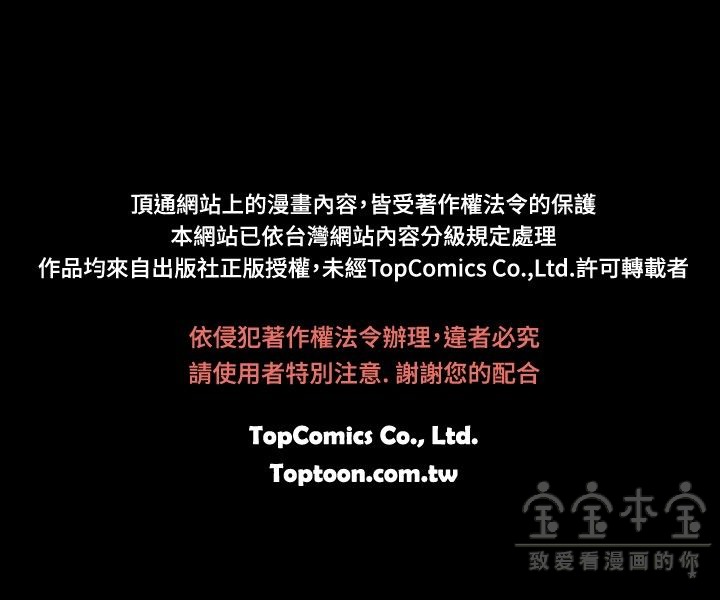 頂通網站上的漫畫內容，皆受著作權法令的保護
本網站已依台灣網站內容分級規定處理
作品均來自出版社正版授權，未經TopComics Co.,Ltd.許可轉載者
依侵犯著作權法令辦理，違者必究
請使用者特別注意. 謝謝您的配合
TopComics Co., Ltd.
Toptoon.com.tw
宝宝本宝
致爱看漫画的你*